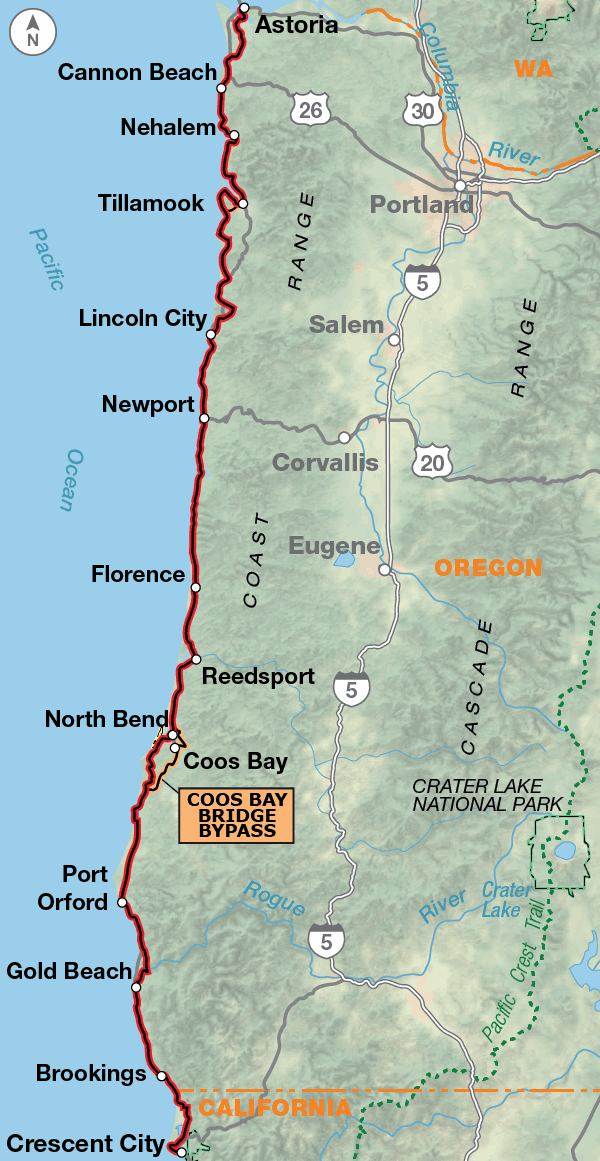 N
Astoria
Columbia
WA
Cannon Beach
26
30
Nehalem
River
Tillamook
Portland
RANGE
Pacific
5
Lincoln City
Salem
RANGE
Newport
Corvallis
20
Ocean
COAST
Eugene
OREGON
Florence
CASCADE
Reedsport
5
North Bend
Coos Bay
CRATER LAKE
NATIONAL PARK
COOS BAY
BRIDGE
BYPASS
Port
Orford
Rogue
River
Crater
Lake
5
Pacific Crest Trail
Gold Beach
Brookings
CALIFORNIA
Crescent City